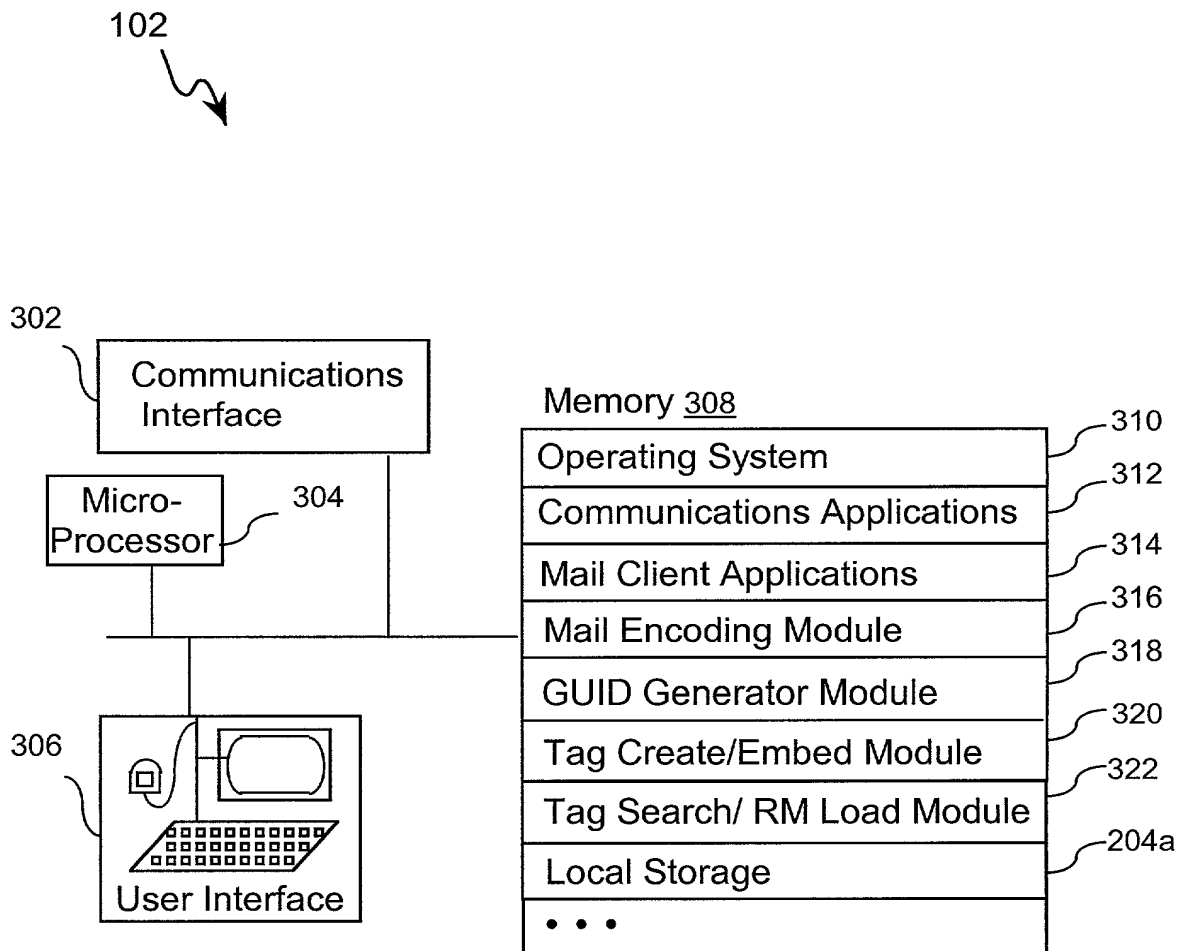 102
302
Communications
Interface
Micro-
Processor
304
306
User Interface
Memory 308
Operating System
310
Communications Applications
312
Mail Client Applications
314
Mail Encoding Module
316
GUID Generator Module
318
Tag Create/Embed Module
320
Tag Search/ RM Load Module
322
Local Storage
204a
• • •